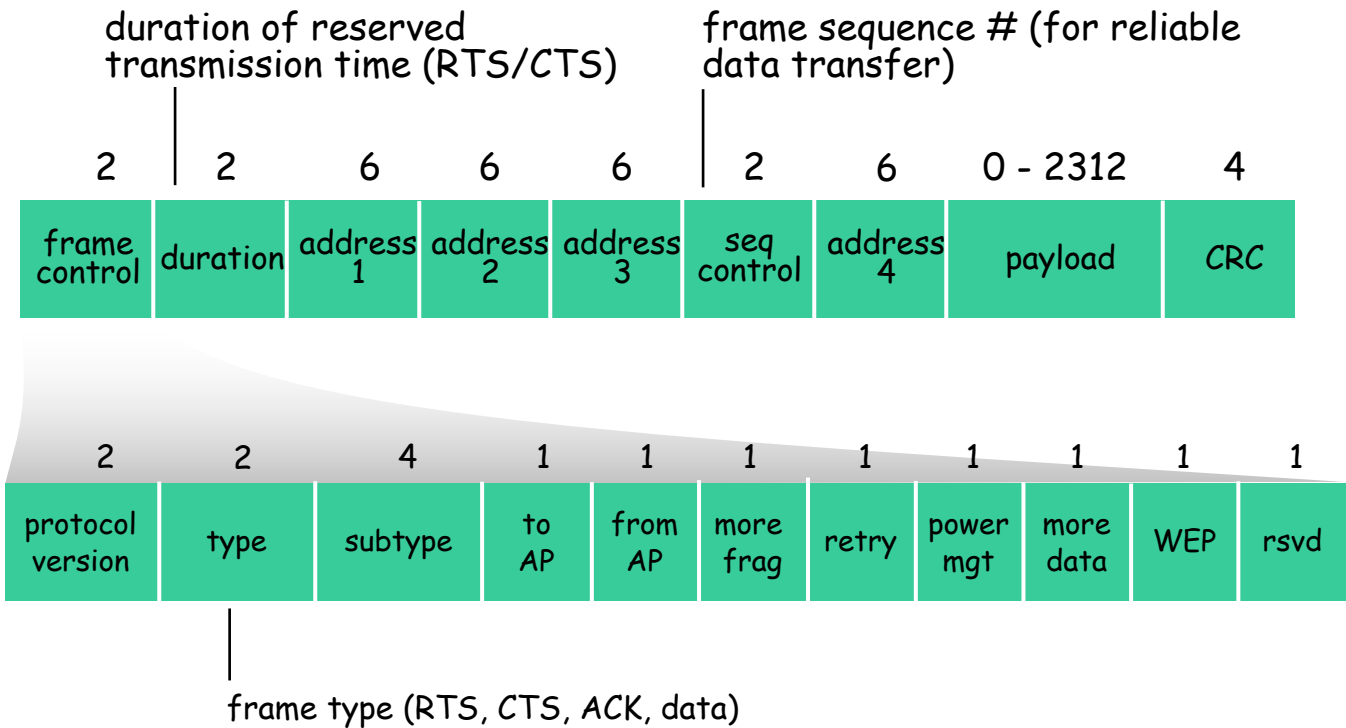 duration of reserved
transmission time (RTS/CTS)
frame sequence # (for reliable
data transfer)
2 2 6 6 6 2 6 0 - 2312 4
frame
control
duration
address
1
address
2
address
3
seq
control
address
4
payload
CRC
2 2 4 1 1 1 1 1 1 1 1
protocol
version
type
subtype
to
AP
from
AP
more
frag
retry
power
mgt
more
data
WEP
rsvd
frame type (RTS, CTS, ACK, data)